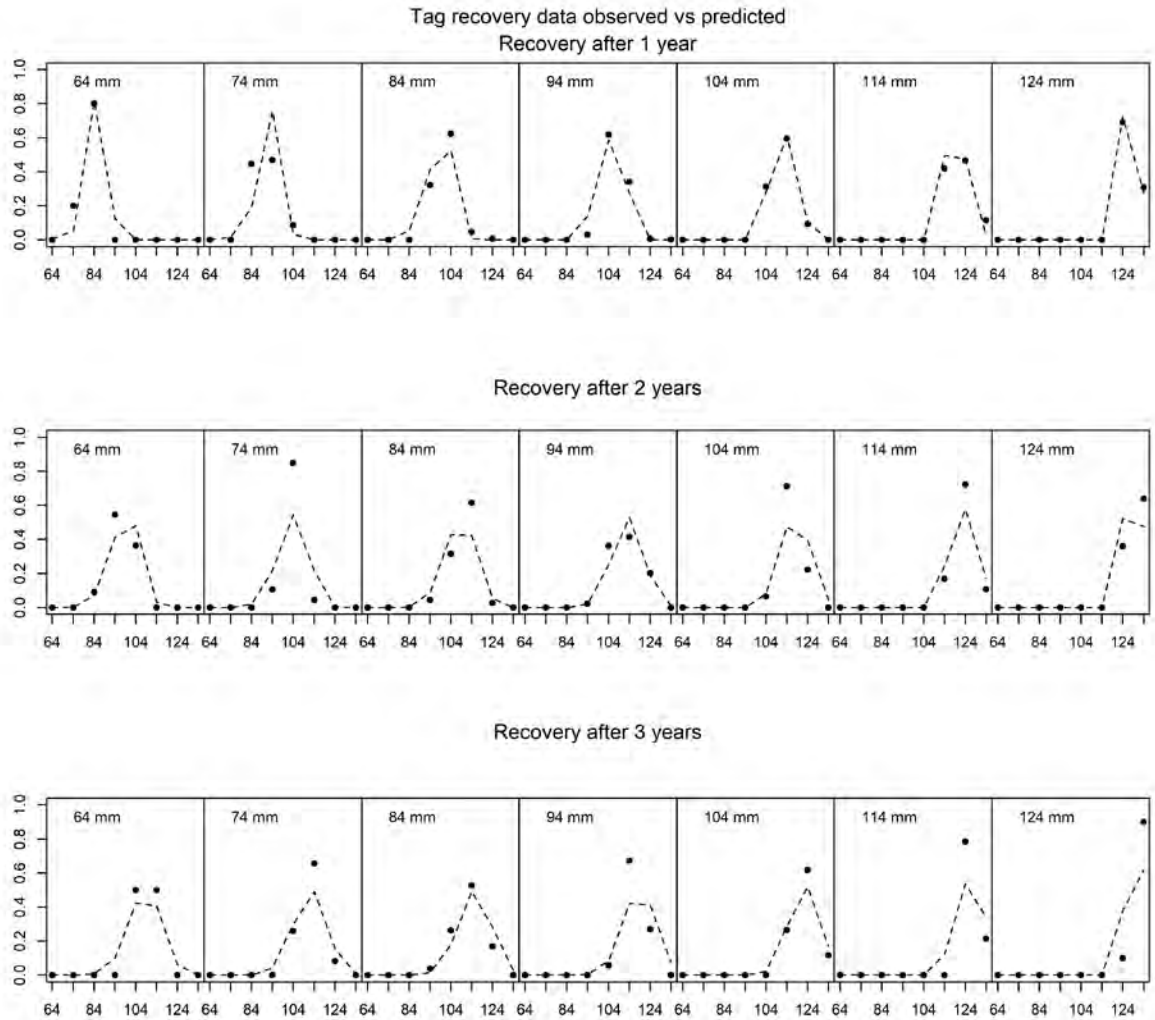 Tag recovery data observed vs predicted
Recovery after 1 year
64 mm 74 mm 84 mm 94 mm 104 mm 114 mm 124 mm
1.0
0.8
0.6
0.4
0.2
0.0
64 84 104 124 64 84 104 124 64 84 104 124 64 84 104 124 64 84 104 124 64 84 104 124 64 84 104 124
Recovery after 2 years
64 mm 74 mm 84 mm 94 mm 104 mm 114 mm 124 mm
1.0
0.8
0.6
0.4
0.2
0.0
64 84 104 124 64 84 104 124 64 84 104 124 64 84 104 124 64 84 104 124 64 84 104 124 64 84 104 124
Recovery after 3 years
64 mm 74 mm 84 mm 94 mm 104 mm 114 mm 124 mm
1.0
0.8
0.6
0.4
0.2
0.0
64 84 104 124 64 84 104 124 64 84 104 124 64 84 104 124 64 84 104 124 64 84 104 124 64 84 104 124